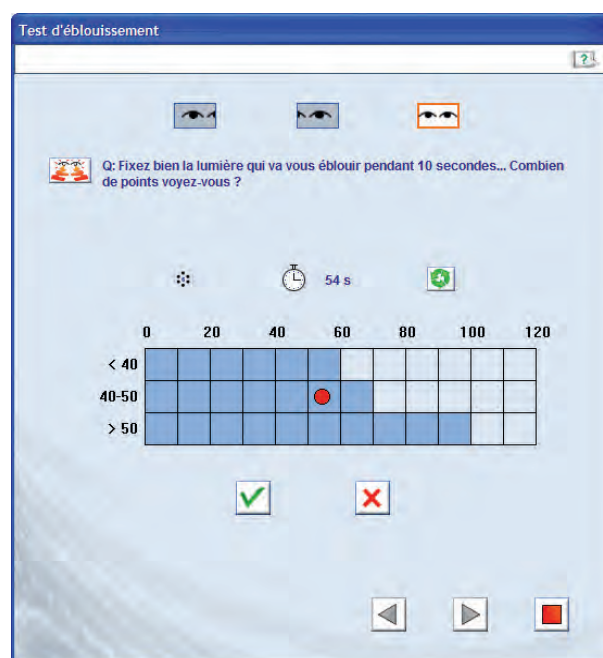 Test d'éblouissement
?
Q: Fixez bien la lumière qui va vous éblouir pendant 10 secondes... Combien
de points voyez-vous ?
54 s
0 20 40 60 80 100 120
< 40
40-50
> 50